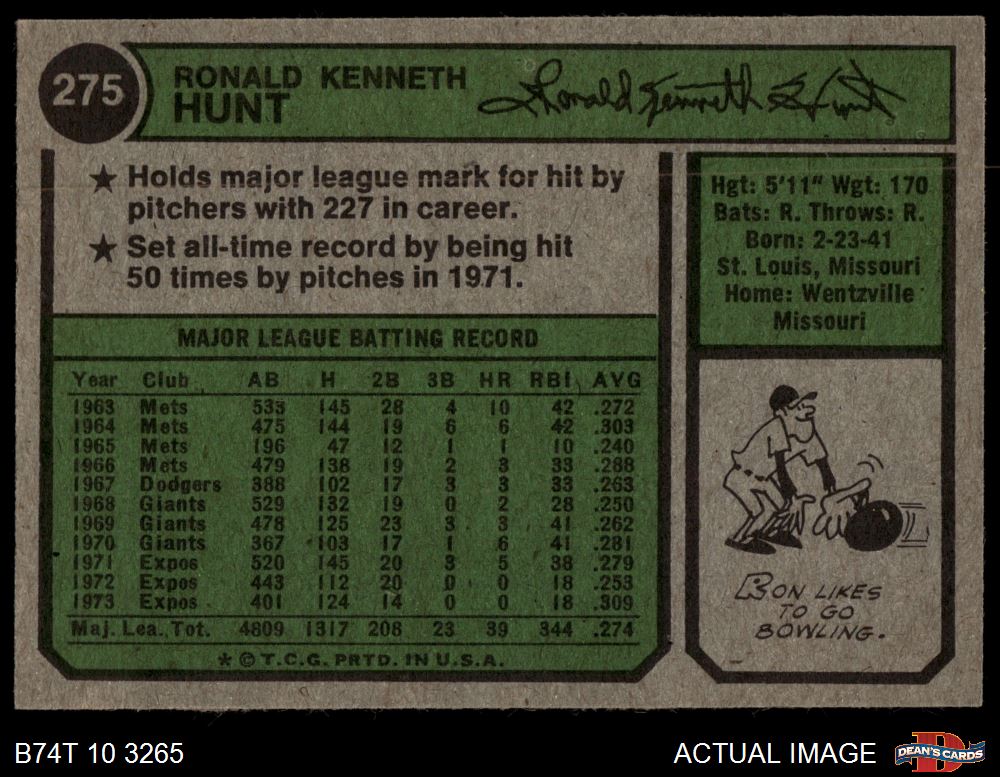 275
RONALD KENNETH
HUNT
Ronald Kenneth Hunt
★ Holds major league mark for hit by
pitchers with 227 in career.
★ Set all-time record by being hit
50 times by pitches in 1971.
MAJOR LEAGUE BATTING RECORD
Year Club AB H 2B 3B HR RBI AVG
1963 Mets 533 145 28 4 10 42 .272
1964 Mets 475 144 19 6 6 42 .303
1965 Mets 196 47 12 1 1 10 .240
1966 Mets 479 138 19 2 3 33 .288
1967 Dodgers 388 102 17 3 3 33 .263
1968 Giants 529 132 19 0 2 28 .250
1969 Giants 478 125 23 3 3 41 .262
1970 Giants 367 103 17 1 6 41 .281
1971 Expos 520 145 20 3 5 38 .279
1972 Expos 443 112 20 0 0 18 .253
1973 Expos 401 124 14 0 0 18 .309
Maj. Lea. Tot. 4809 1317 208 23 39 344 .274
* © T.C.G. PRTD. IN U.S.A.
Hgt: 5'11" Wgt: 170
Bats: R. Throws: R.
Born: 2-23-41
St. Louis, Missouri
Home: Wentzville
Missouri
RON LIKES
TO GO
BOWLING.
B74T 10 3265
ACTUAL IMAGE
D
DEAN'S CARDS